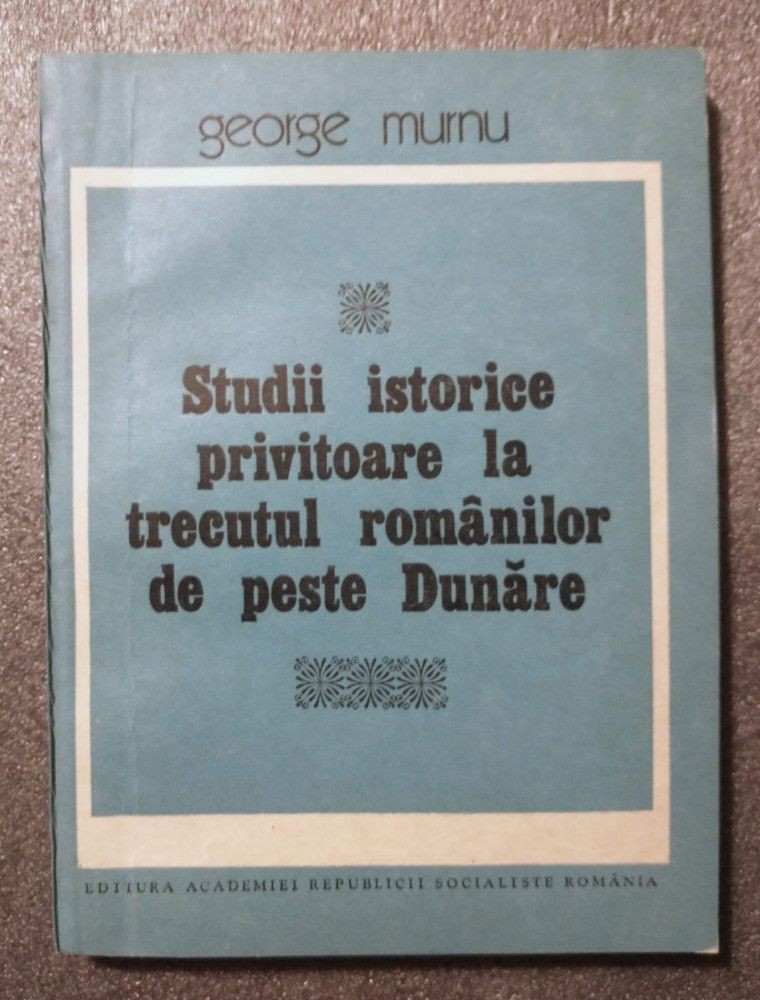 george murnu
Studii istorice
privitoare la
trecutul românilor
de peste Dunăre
EDITURA ACADEMIEI REPUBLICII SOCIALISTE ROMÂNIA